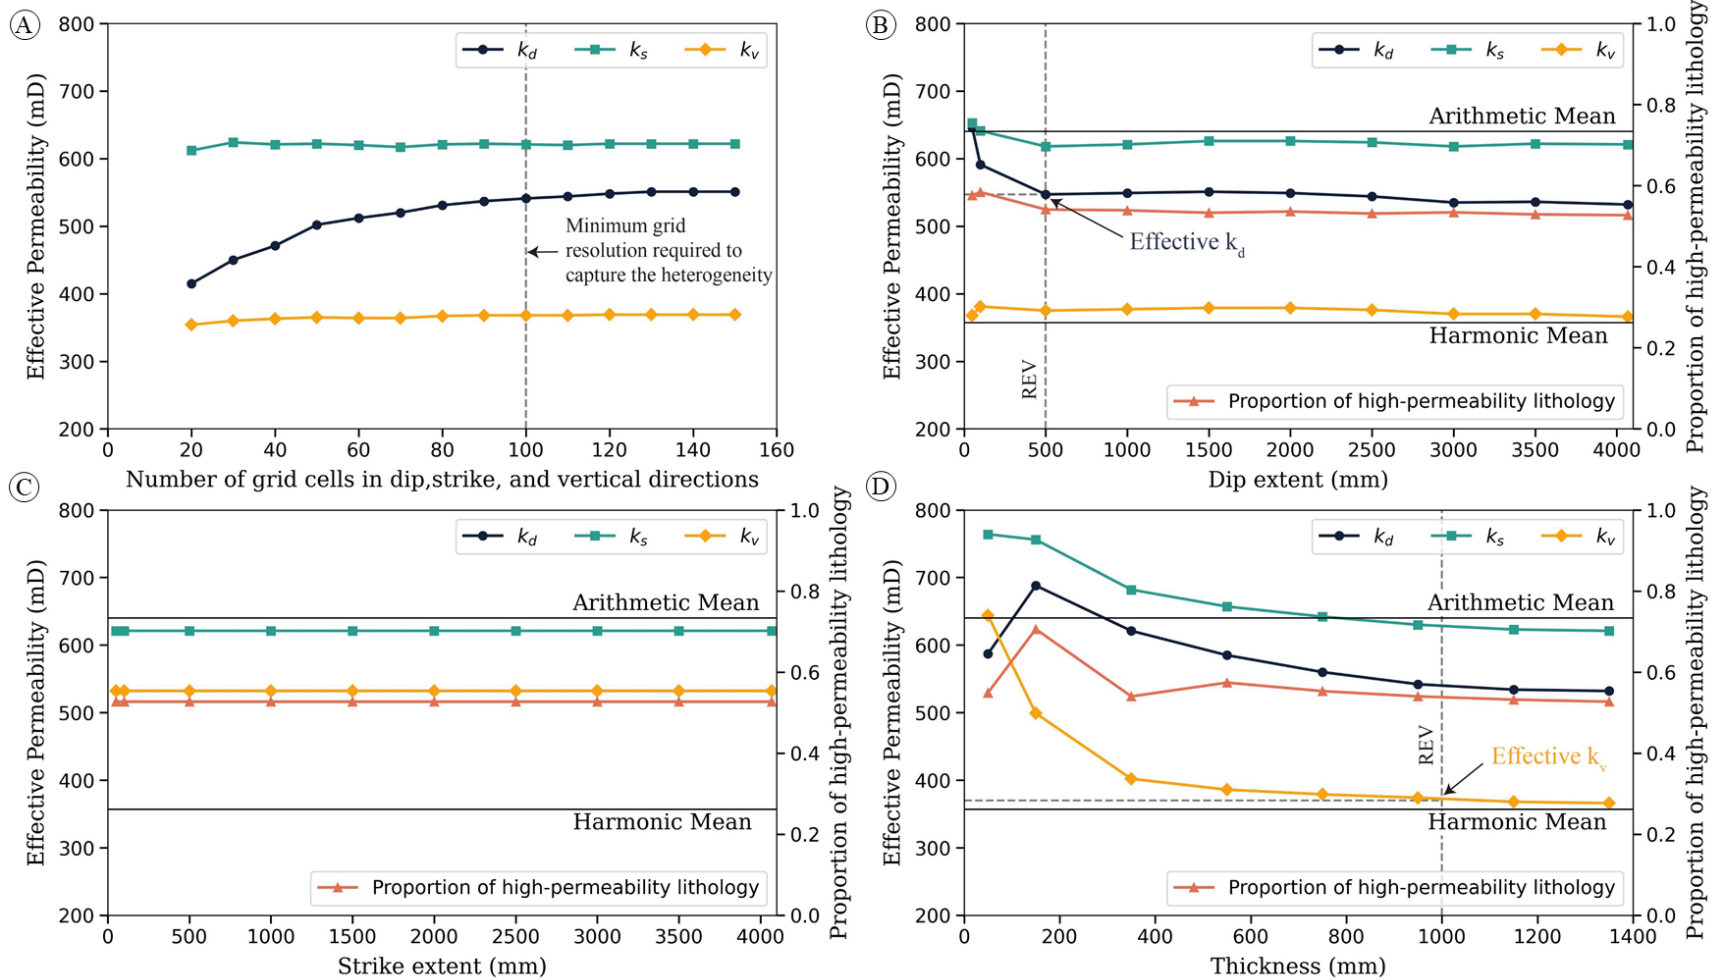 A
800
700
600
500
400
300
200
Effective Permeability (mD)
k_d k_s k_v
Minimum grid
resolution required to
capture the heterogeneity
0 20 40 60 80 100 120 140 160
Number of grid cells in dip,strike, and vertical directions
B
800
700
600
500
400
300
200
Effective Permeability (mD)
k_d k_s k_v
Arithmetic Mean
Effective k_d
Harmonic Mean
REV
Proportion of high-permeability lithology
1.0
0.8
0.6
0.4
0.2
0.0
Proportion of high-permeability lithology
0 500 1000 1500 2000 2500 3000 3500 4000
Dip extent (mm)
C
800
700
600
500
400
300
200
Effective Permeability (mD)
k_d k_s k_v
Arithmetic Mean
Harmonic Mean
Proportion of high-permeability lithology
1.0
0.8
0.6
0.4
0.2
0.0
Proportion of high-permeability lithology
0 500 1000 1500 2000 2500 3000 3500 4000
Strike extent (mm)
D
800
700
600
500
400
300
200
Effective Permeability (mD)
k_d k_s k_v
Arithmetic Mean
REV
Effective k_v
Harmonic Mean
Proportion of high-permeability lithology
1.0
0.8
0.6
0.4
0.2
0.0
Proportion of high-permeability lithology
0 200 400 600 800 1000 1200 1400
Thickness (mm)